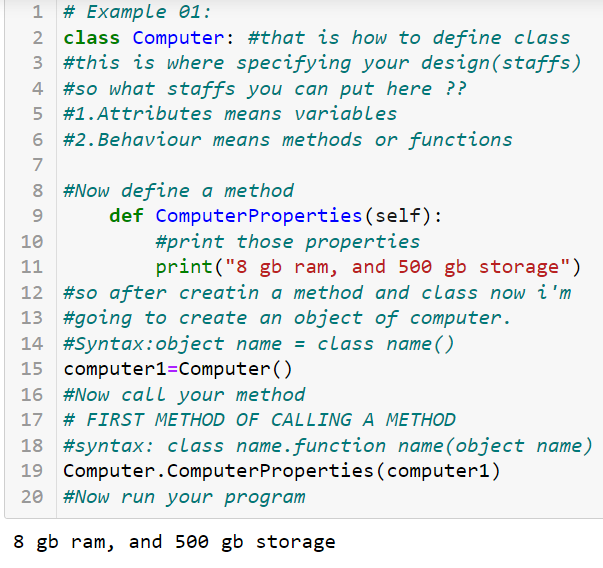 1 # Example 01:
2 class Computer: #that is how to define class
3 #this is where specifying your design(staffs)
4 #so what staffs you can put here ??
5 #1.Attributes means variables
6 #2.Behaviour means methods or functions
7
8 #Now define a method
9 def ComputerProperties(self):
10 #print those properties
11 print("8 gb ram, and 500 gb storage")
12 #so after creatin a method and class now i'm
13 #going to create an object of computer.
14 #Syntax:object name = class name()
15 computer1=Computer()
16 #Now call your method
17 # FIRST METHOD OF CALLING A METHOD
18 #syntax: class name.function name(object name)
19 Computer.ComputerProperties(computer1)
20 #Now run your program
8 gb ram, and 500 gb storage